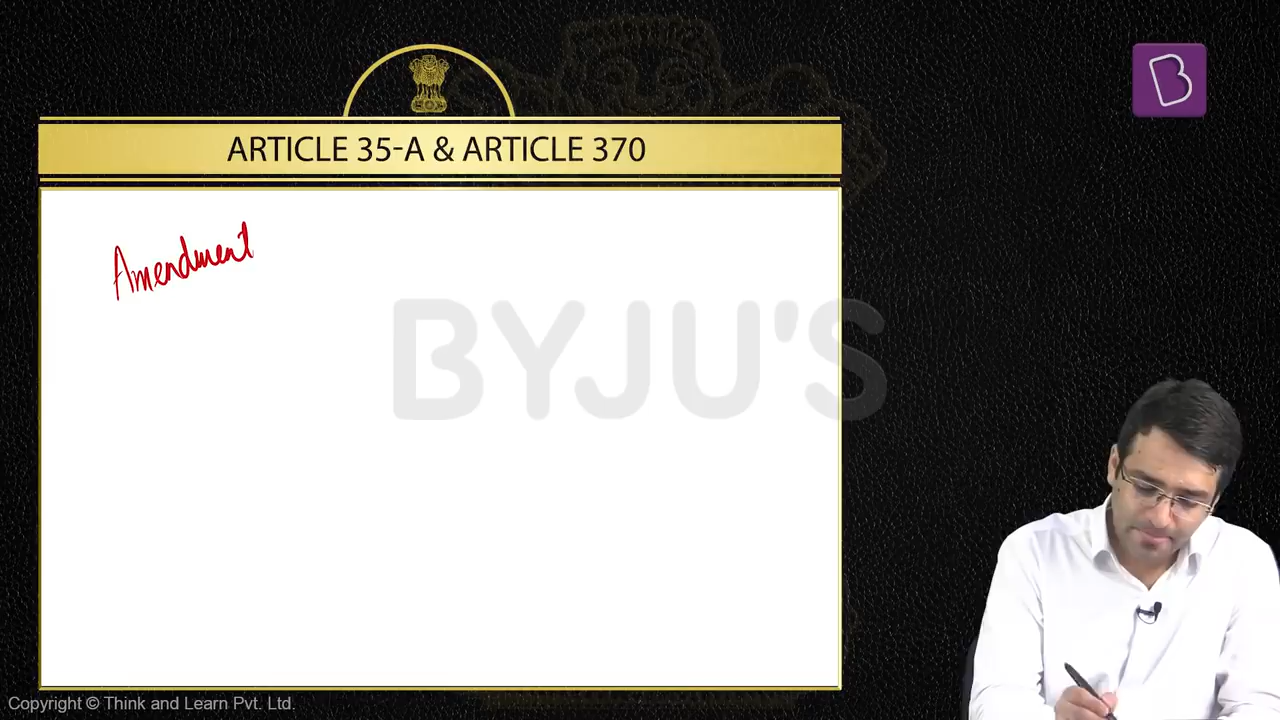 B
ARTICLE 35-A & ARTICLE 370
Amendment
BYJU'S
Copyright © Think and Learn Pvt. Ltd.